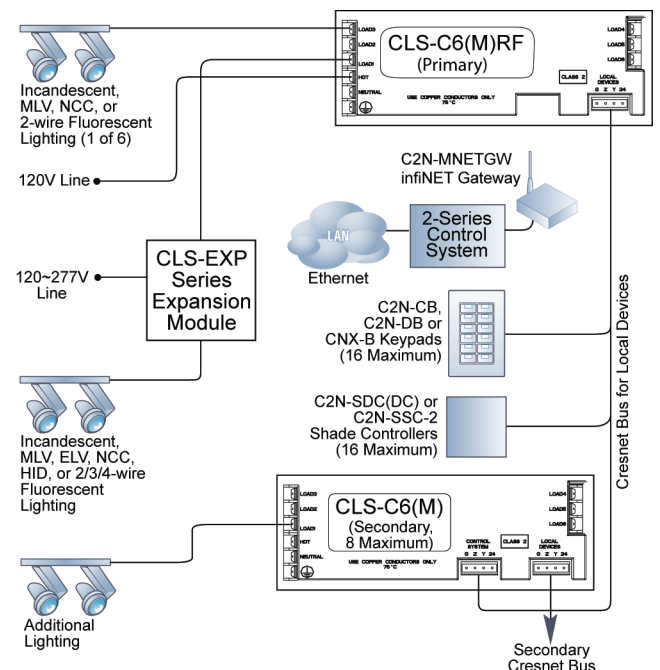 LOAD3
LOAD2
LOAD1
HOT
NEUTRAL
CLS-C6(M)RF
(Primary)
USE COPPER CONDUCTORS ONLY
75°C
CLASS 2
LOAD4
LOAD5
LOAD6
LOCAL
DEVICES
G Z Y 24
Incandescent,
MLV, NCC, or
2-wire Fluorescent
Lighting (1 of 6)
120V Line
C2N-MNETGW
infiNET Gateway
LAN
Ethernet
2-Series
Control
System
CLS-EXP
Series
Expansion
Module
120~277V
Line
C2N-CB,
C2N-DB or
CNX-B Keypads
(16 Maximum)
Cresnet Bus for Local Devices
C2N-SDC(DC) or
C2N-SSC-2
Shade Controllers
(16 Maximum)
Incandescent,
MLV, ELV, NCC,
HID, or 2/3/4-wire
Fluorescent
Lighting
LOAD3
LOAD2
LOAD1
HOT
NEUTRAL
CLS-C6(M)
(Secondary,
8 Maximum)
USE COPPER CONDUCTORS ONLY
75°C
CONTROL
SYSTEM
G Z Y 24
CLASS 2
LOCAL
DEVICES
G Z Y 24
LOAD4
LOAD5
LOAD6
Additional
Lighting
Secondary
Cresnet Bus